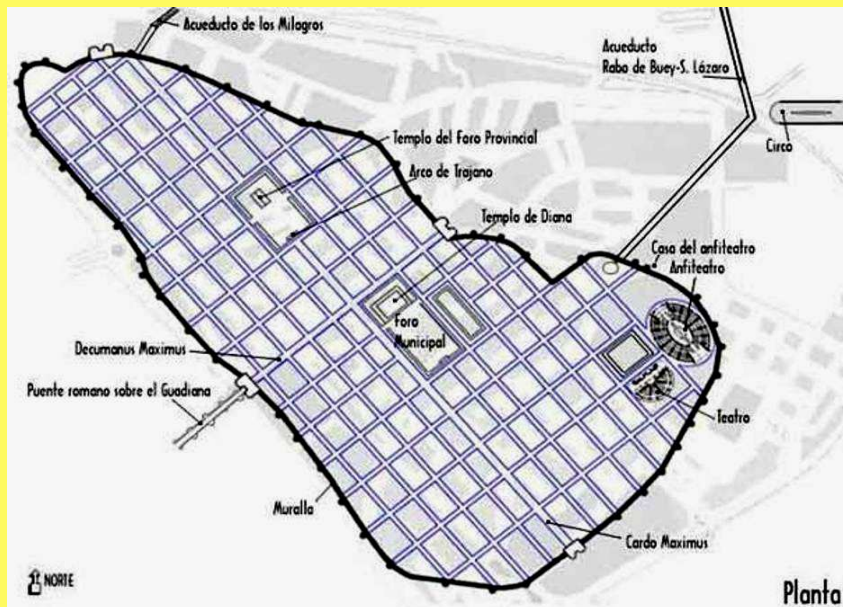 Acueducto de los Milagros
Acueducto
Rabo de Buey-S. Lázaro
Circo
Templo del Foro Provincial
Arco de Trajano
Templo de Diana
Casa del anfiteatro
Anfiteatro
Foro
Municipal
Decumanus Maximus
Puente romano sobre el Guadiana
Teatro
Muralla
Cardo Maximus
NORTE
Planta